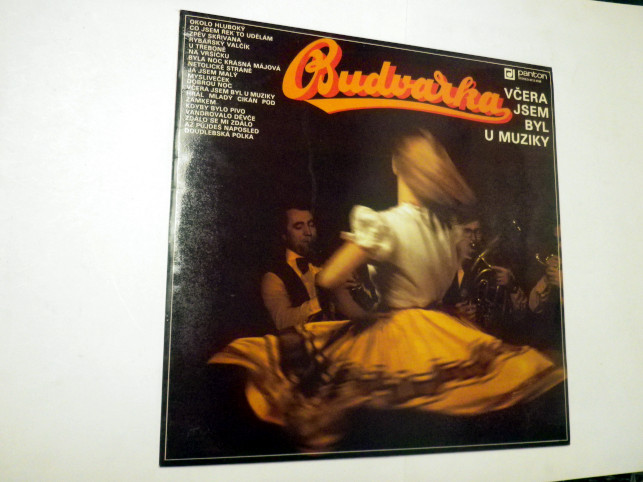 OKOLO HLUBOKÝ
CO JSEM ŘEK TO UDĚLÁM
ZPĚV SKŘIVANA
RYBÁŘSKÝ VALČÍK
U TŘEBONĚ
NA VRŠÍČKU
BYLA NOC KRÁSNÁ MÁJOVÁ
NETOLICKÉ STRÁNĚ
JÁ JSEM MALÝ
MYSLIVEČEK
DOBROU NOC
VČERA JSEM BYL U MUZIKY
HRÁL MLADÝ CIKÁN POD
ZÁMKEM
KDYBY BYLO PIVO
VANDROVALO DĚVČE
ZDÁLO SE MI ZDÁLO
AŽ PŮJDEŠ NAPOSLED
DOUDLEBSKÁ POLKA
Budvarka
panton
VČERA
JSEM
BYL
U MUZIKY